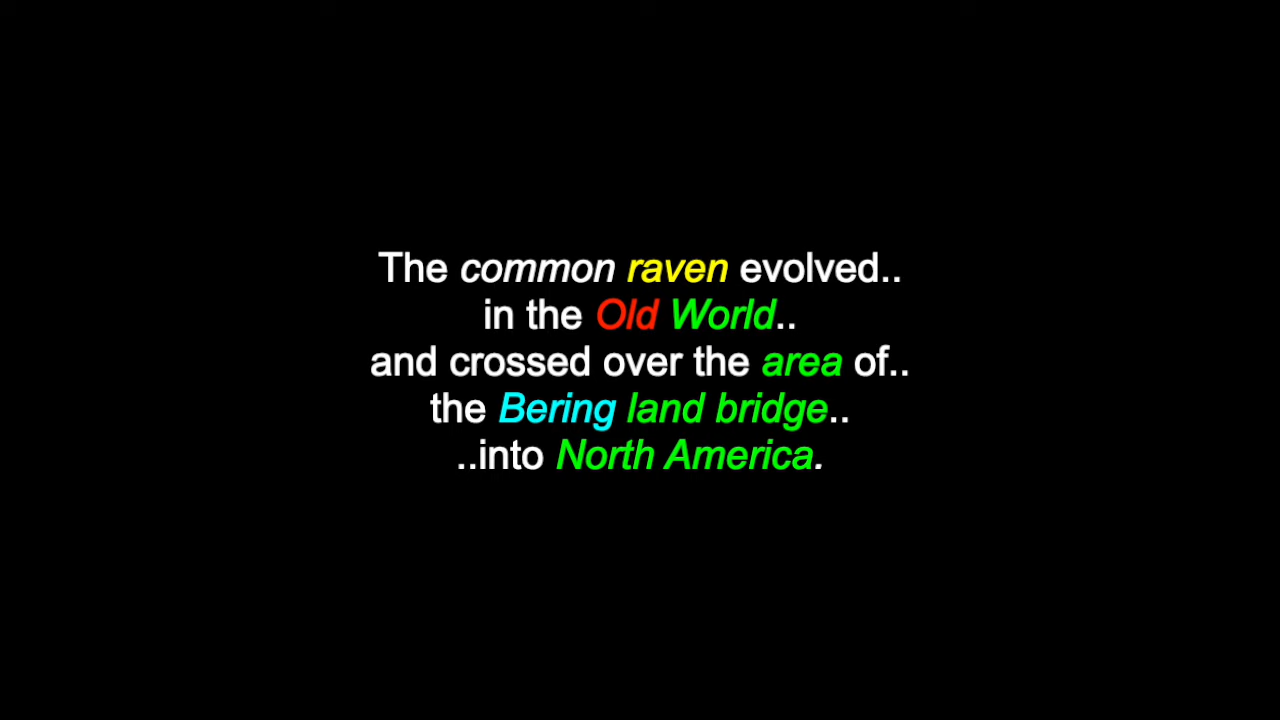 The common raven evolved..
in the Old World..
and crossed over the area of..
the Bering land bridge..
..into North America.